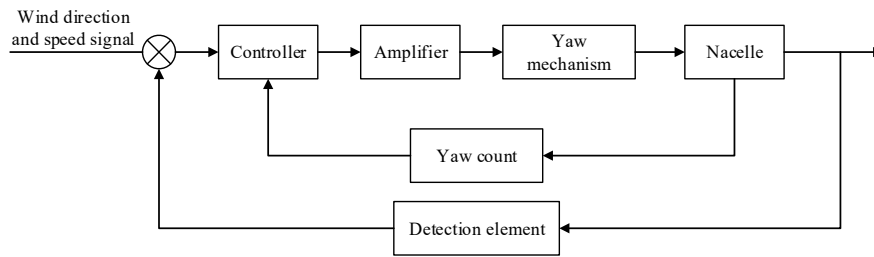 Wind direction
and speed signal
Controller
Amplifier
Yaw
mechanism
Nacelle
Yaw count
Detection element